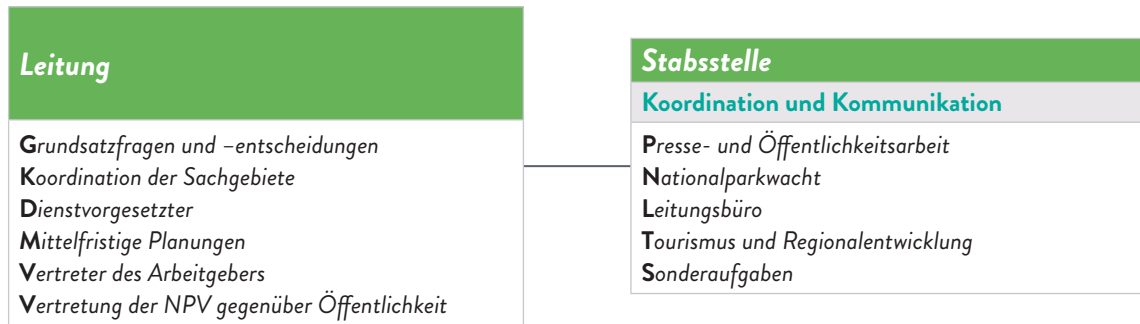 Leitung
Grundsatzfragen und –entscheidungen
Koordination der Sachgebiete
Dienstvorgesetzter
Mittelfristige Planungen
Vertreter des Arbeitgebers
Vertretung der NPV gegenüber Öffentlichkeit
Stabsstelle
Koordination und Kommunikation
Presse- und Öffentlichkeitsarbeit
Nationalparkwacht
Leitungsbüro
Tourismus und Regionalentwicklung
Sonderaufgaben